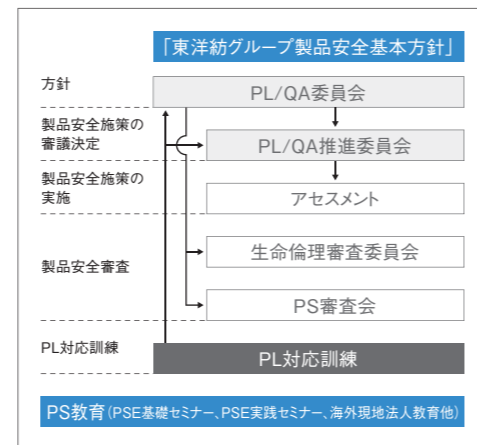 「東洋紡グループ製品安全基本方針」
方針
PL/QA委員会
製品安全施策の
審議決定
PL/QA推進委員会
製品安全施策の
実施
アセスメント
製品安全審査
生命倫理審査委員会
PS審査会
PL対応訓練
PL対応訓練
PS教育(PSE基礎セミナー、PSE実践セミナー、海外現地法人教育他)